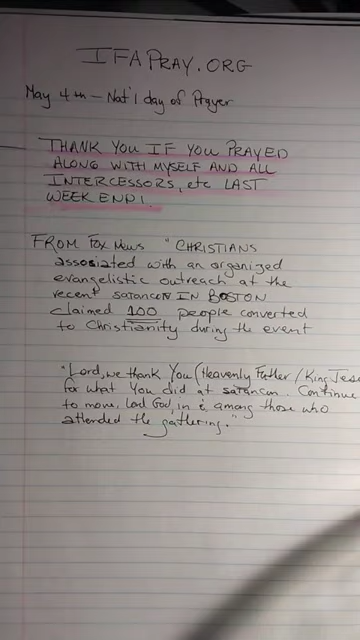 IFAPRAY.ORG
May 4th - Nat'l day of Prayer
THANK YOU IF YOU PRAYED
ALONG WITH MYSELF AND ALL
INTERCESSORS, etc LAST
WEEKEND!
FROM FOX News "CHRISTIANS
associated with an organized
evangelistic outreach at the
recent satancon IN BOSTON
claimed 100 people converted
to Christianity during the event
"Lord, we thank You (Heavenly Father / King Jesu
for what You did at satancon. Continue
to move, Lord God, in & among those who
attended the gathering."